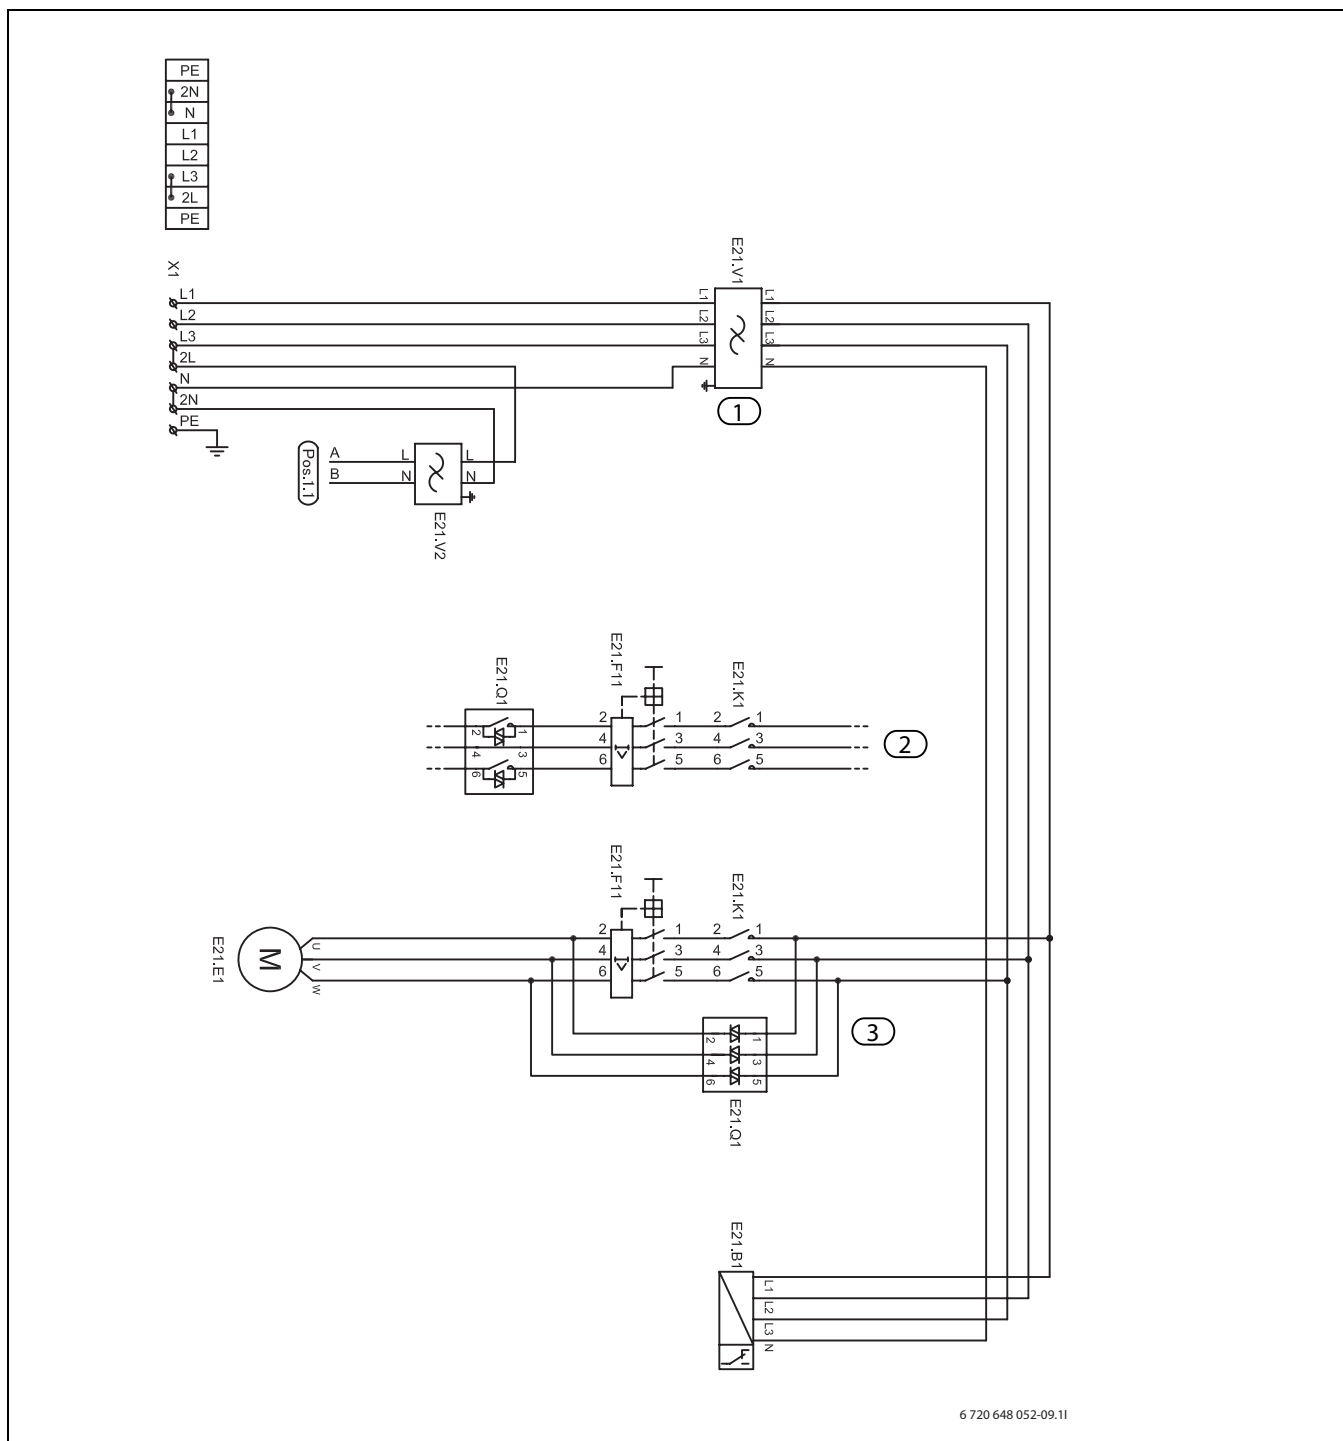 PE
2N
N
L1
L2
L3
2L
PE
X1
L1
L2
L3
2L
N
2N
PE
E21.V1
L1
L2
L3
N
L1
L2
L3
N
1
Pos.1.1
A
B
L
N
L
N
E21.V2
E21.Q1
2
4
6
1
3
5
E21.F11
2
4
6
1
3
5
E21.K1
2
4
6
1
3
5
2
E21.E1
M
U
V
W
E21.F11
2
4
6
1
3
5
E21.K1
2
4
6
1
3
5
3
2
4
6
1
3
5
E21.Q1
E21.B1
L1
L2
L3
N
6 720 648 052-09.1I